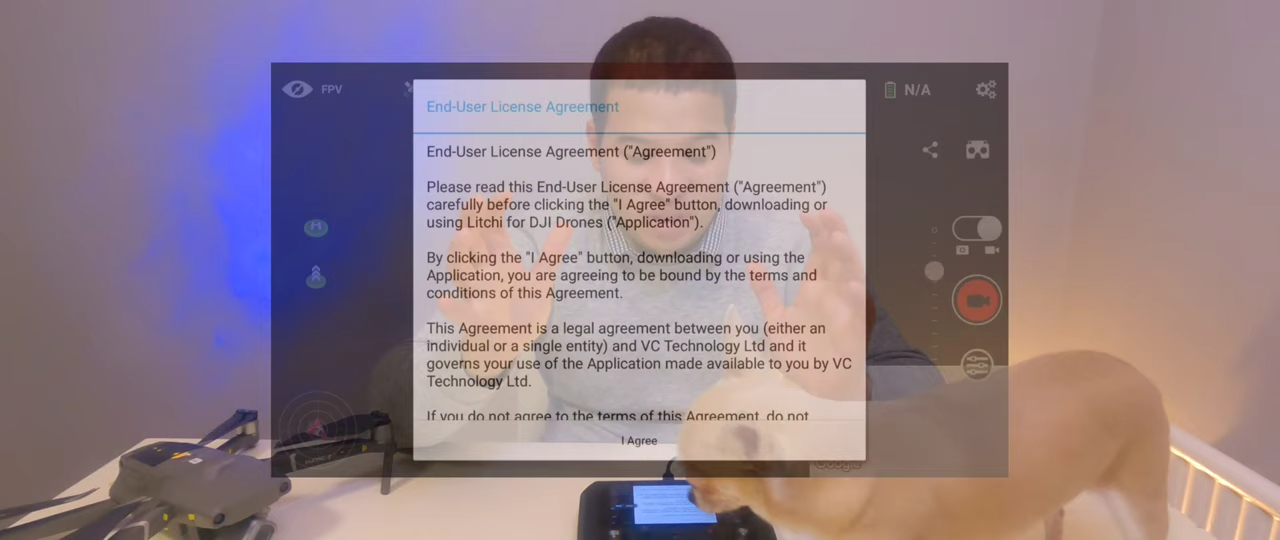 FPV
N/A
End-User License Agreement
End-User License Agreement ("Agreement")
Please read this End-User License Agreement ("Agreement")
carefully before clicking the "I Agree" button, downloading or
using Litchi for DJI Drones ("Application").
By clicking the "I Agree" button, downloading or using the
Application, you are agreeing to be bound by the terms and
conditions of this Agreement.
This Agreement is a legal agreement between you (either an
individual or a single entity) and VC Technology Ltd and it
governs your use of the Application made available to you by VC
Technology Ltd.
If you do not agree to the terms of this Agreement, do not
I Agree
Google